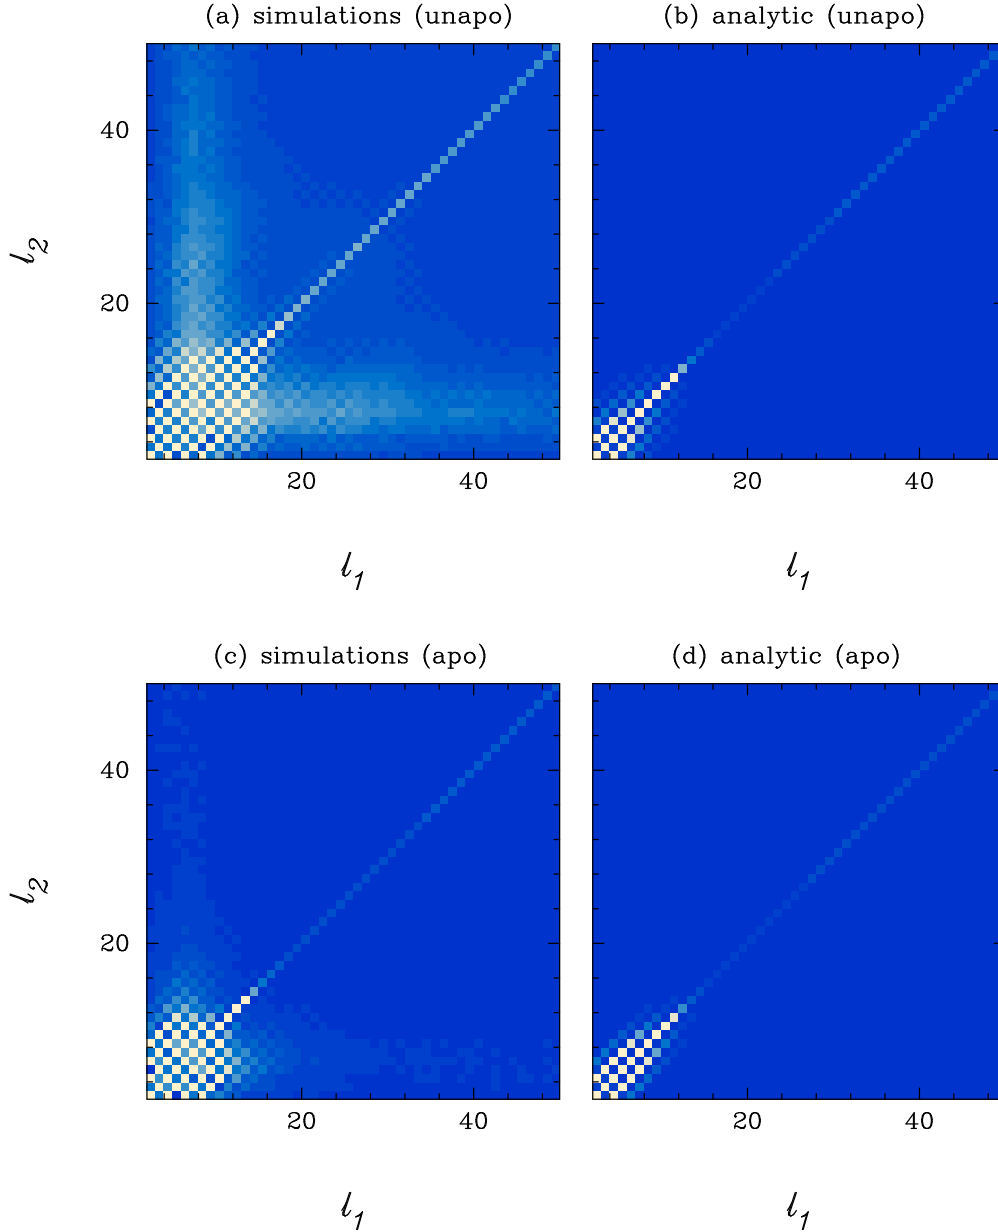 (a) simulations (unapo) (b) analytic (unapo)
40
l2
20
20 40 20 40
l1 l1
(c) simulations (apo) (d) analytic (apo)
40
l2
20
20 40 20 40
l1 l1